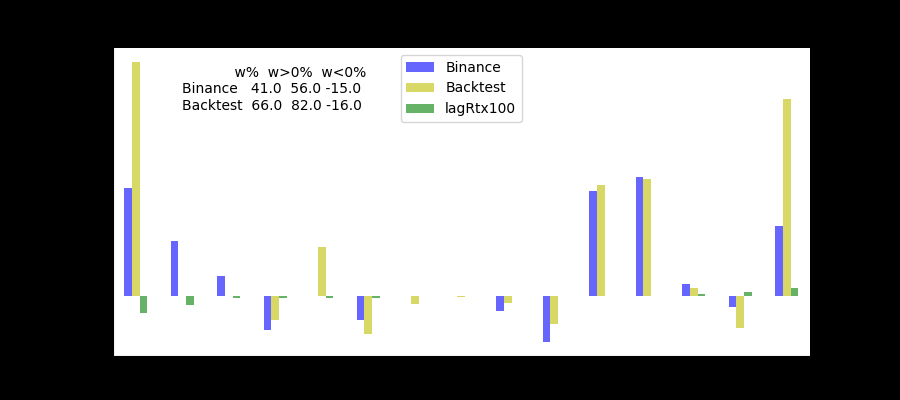 w% w>0% w<0%
Binance 41.0 56.0 -15.0
Backtest 66.0 82.0 -16.0
Binance
Backtest
lagRtx100